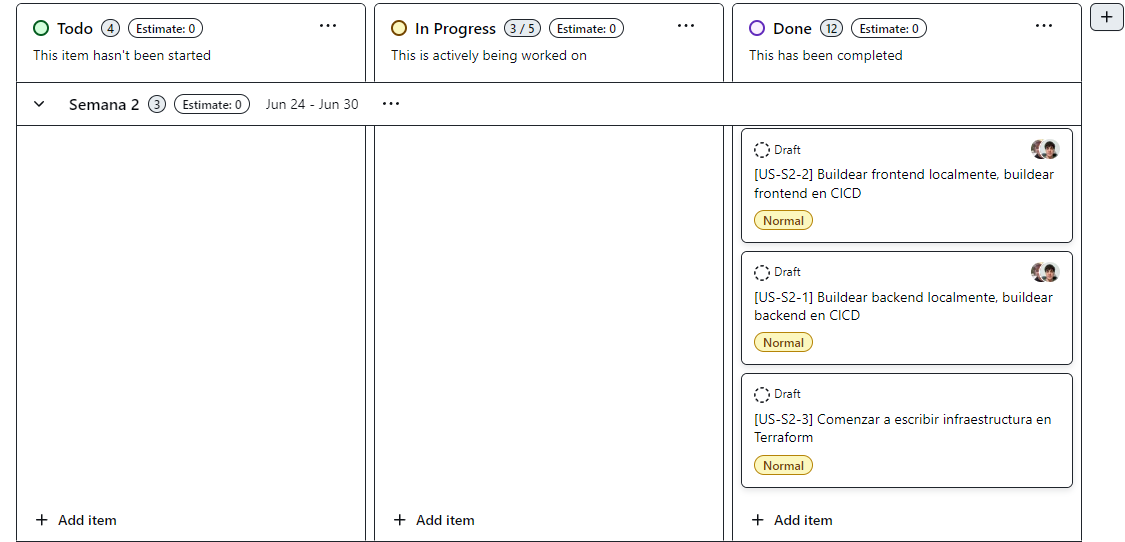 Todo 4 Estimate: 0 ···
This item hasn't been started
In Progress 3 / 5 Estimate: 0 ···
This is actively being worked on
Done 12 Estimate: 0 ···
This has been completed
+
Semana 2 3 Estimate: 0 Jun 24 - Jun 30 ···
Draft
[US-S2-2] Buildear frontend localmente, buildear
frontend en CICD
Normal
Draft
[US-S2-1] Buildear backend localmente, buildear
backend en CICD
Normal
Draft
[US-S2-3] Comenzar a escribir infraestructura en
Terraform
Normal
+ Add item
+ Add item
+ Add item